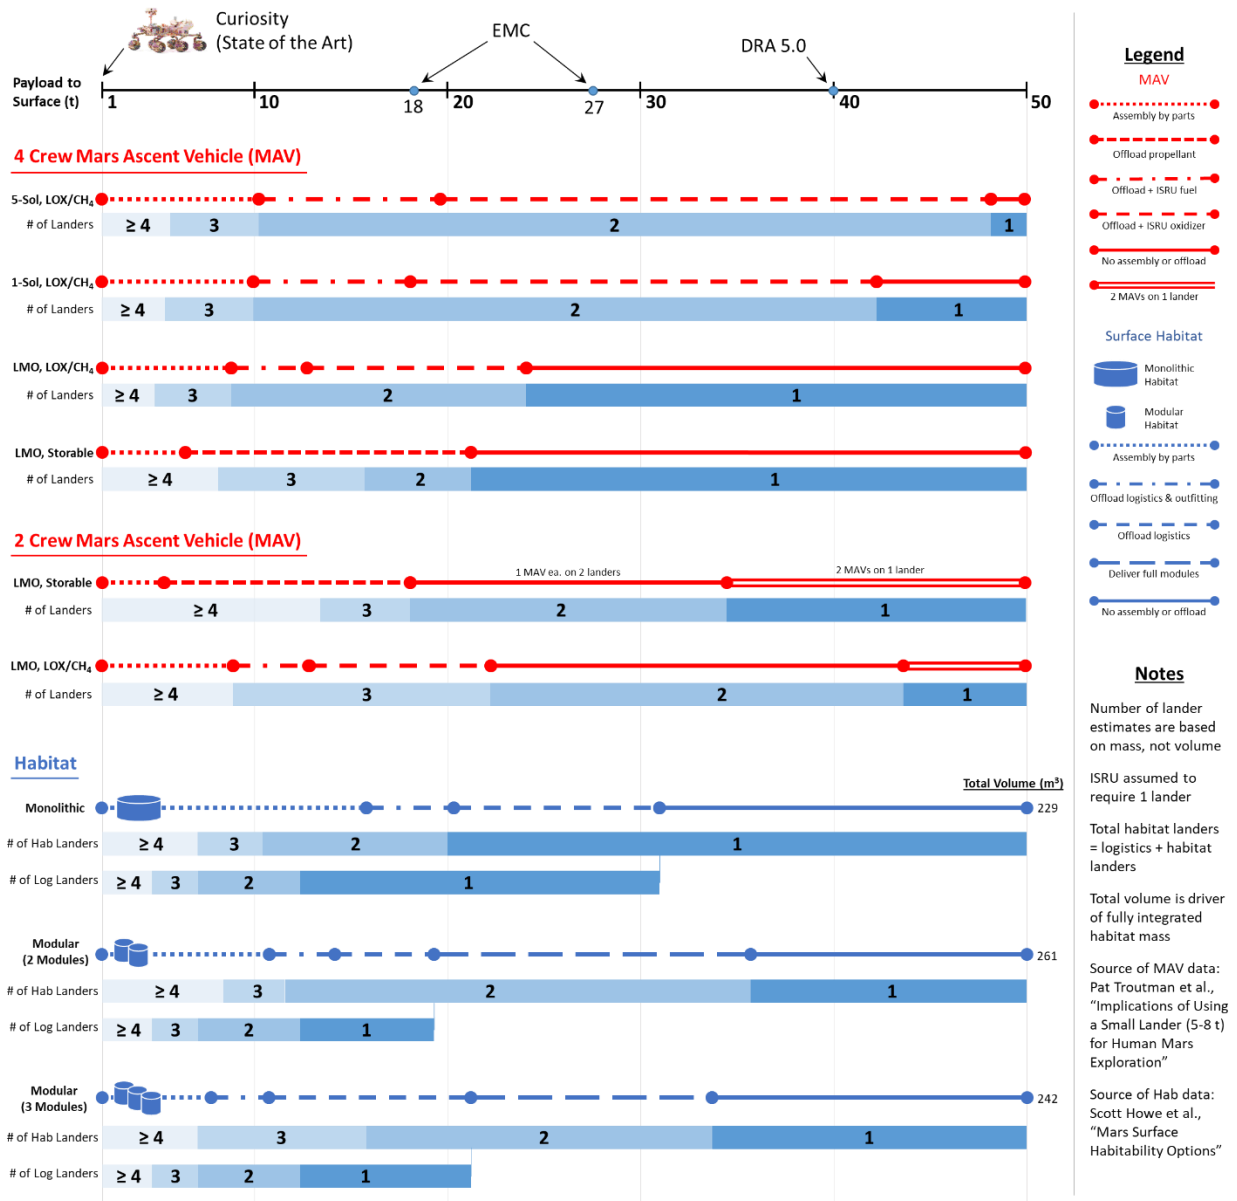 Curiosity
(State of the Art)
EMC
DRA 5.0
Payload to
Surface (t)
1
10
18
20
27
30
40
50
4 Crew Mars Ascent Vehicle (MAV)
5-Sol, LOX/CH₄
# of Landers
≥ 4
3
2
1
1-Sol, LOX/CH₄
# of Landers
≥ 4
3
2
1
LMO, LOX/CH₄
# of Landers
≥ 4
3
2
1
LMO, Storable
# of Landers
≥ 4
3
2
1
2 Crew Mars Ascent Vehicle (MAV)
LMO, Storable
1 MAV ea. on 2 landers
2 MAVs on 1 lander
# of Landers
≥ 4
3
2
1
LMO, LOX/CH₄
# of Landers
≥ 4
3
2
1
Habitat
Total Volume (m³)
Monolithic
229
# of Hab Landers
≥ 4
3
2
1
# of Log Landers
≥ 4
3
2
1
Modular
(2 Modules)
261
# of Hab Landers
≥ 4
3
2
1
# of Log Landers
≥ 4
3
2
1
Modular
(3 Modules)
242
# of Hab Landers
≥ 4
3
2
1
# of Log Landers
≥ 4
3
2
1
Legend
MAV
Assembly by parts
Offload propellant
Offload + ISRU fuel
Offload + ISRU oxidizer
No assembly or offload
2 MAVs on 1 lander
Surface Habitat
Monolithic
Habitat
Modular
Habitat
Assembly by parts
Offload logistics & outfitting
Offload logistics
Deliver full modules
No assembly or offload
Notes
Number of lander
estimates are based
on mass, not volume
ISRU assumed to
require 1 lander
Total habitat landers
= logistics + habitat
landers
Total volume is driver
of fully integrated
habitat mass
Source of MAV data:
Pat Troutman et al.,
“Implications of Using
a Small Lander (5-8 t)
for Human Mars
Exploration”
Source of Hab data:
Scott Howe et al.,
“Mars Surface
Habitability Options”